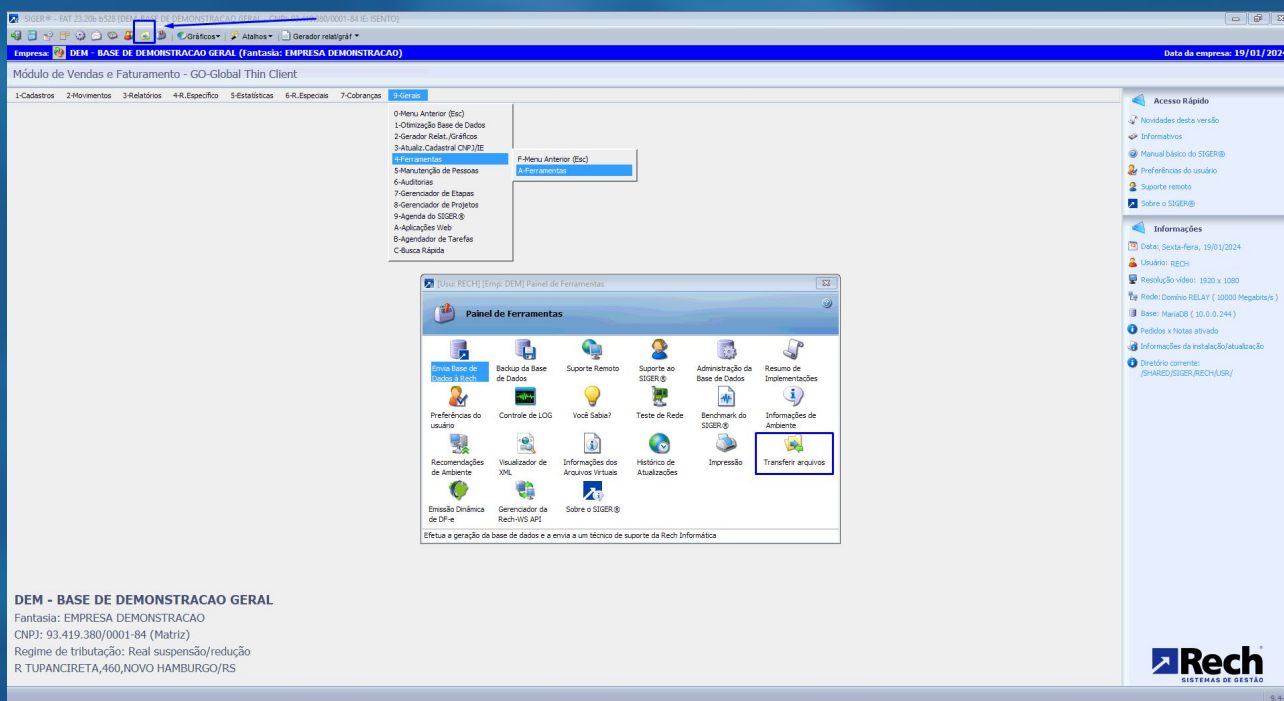 SIGER® - FAT 23.20b b528 [DEM-BASE DE DEMONSTRACAO GERAL - CNPJ: 93.419.380/0001-84 IE: ISENTO]
Gráficos Atalhos Gerador relat/gráf
Empresa: DEM - BASE DE DEMONSTRACAO GERAL (Fantasia: EMPRESA DEMONSTRACAO) Data da empresa: 19/01/2024
Módulo de Vendas e Faturamento - GO-Global Thin Client
1-Cadastros 2-Movimentos 3-Relatórios 4-R.Específico 5-Estatísticas 6-R.Especiais 7-Cobranças 9-Gerais
0-Menu Anterior (Esc)
1-Otimização Base de Dados
2-Gerador Relat./Gráficos
3-Atualiz.Cadastral CNPJ/IE
4-Ferramentas
5-Manutenção de Pessoas
6-Auditorias
7-Gerenciador de Etapas
8-Gerenciador de Projetos
9-Agenda do SIGER®
A-Aplicações Web
B-Agendador de Tarefas
C-Busca Rápida
F-Menu Anterior (Esc)
A-Ferramentas
[Usu: RECH] [Emp: DEM] Painel de Ferramentas
Painel de Ferramentas
Envia Base de Dados à Rech
Backup da Base de Dados
Suporte Remoto
Suporte ao SIGER®
Administração da Base de Dados
Resumo de Implementações
Preferências do usuário
Controle de LOG
Você Sabia?
Teste de Rede
Benchmark do SIGER®
Informações de Ambiente
Recomendações de Ambiente
Visualizador de XML
Informações dos Arquivos Virtuais
Histórico de Atualizações
Impressão
Transferir arquivos
Emissão Dinâmica de DF-e
Gerenciador da Rech-WS API
Sobre o SIGER®
Efetua a geração da base de dados e a envia a um técnico de suporte da Rech Informática
Acesso Rápido
Novidades desta versão
Informativos
Manual básico do SIGER®
Preferências do usuário
Suporte remoto
Sobre o SIGER®
Informações
Data: Sexta-feira, 19/01/2024
Usuário: RECH
Resolução vídeo: 1920 x 1080
Rede: Domínio RELAY ( 10000 Megabits/s )
Base: MariaDB ( 10.0.0.244 )
Pedidos x Notas ativado
Informações da instalação/atualização
Diretório corrente:
/SHARED/SIGER/RECH/USR/
DEM - BASE DE DEMONSTRACAO GERAL
Fantasia: EMPRESA DEMONSTRACAO
CNPJ: 93.419.380/0001-84 (Matriz)
Regime de tributação: Real suspensão/redução
R TUPANCIRETA,460,NOVO HAMBURGO/RS
Rech
SISTEMAS DE GESTÃO